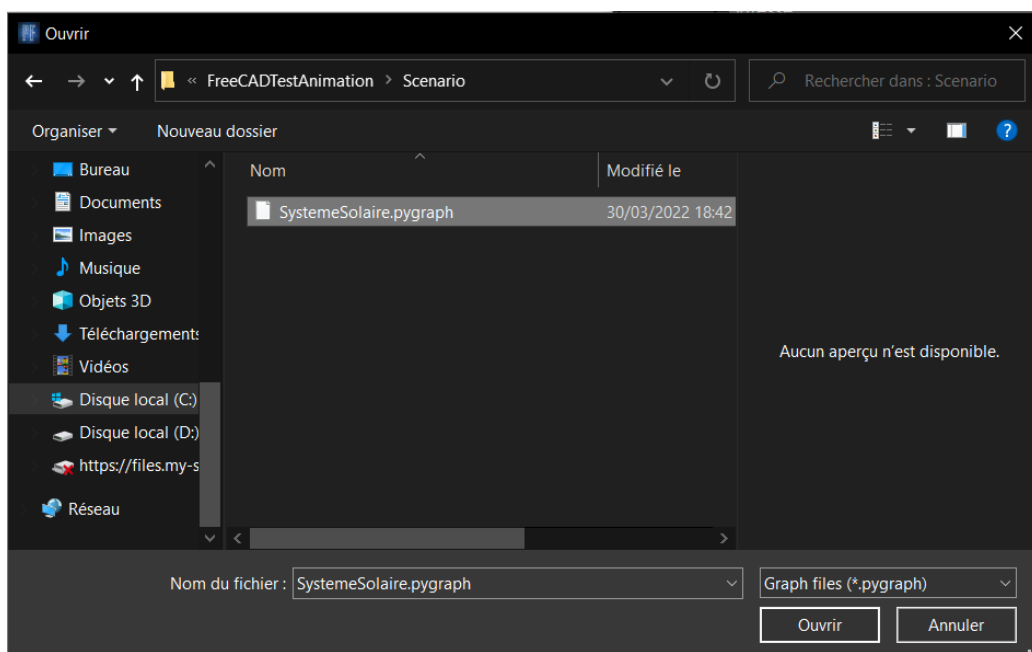 Ouvrir
« FreeCADTestAnimation > Scenario
Rechercher dans : Scenario
Organiser
Nouveau dossier
?
Bureau
Documents
Images
Musique
Objets 3D
Téléchargements
Vidéos
Disque local (C:)
Disque local (D:)
https://files.my-s
Réseau
Nom
Modifié le
SystemeSolaire.pygraph
30/03/2022 18:42
Aucun aperçu n'est disponible.
Nom du fichier :
SystemeSolaire.pygraph
Graph files (*.pygraph)
Ouvrir
Annuler